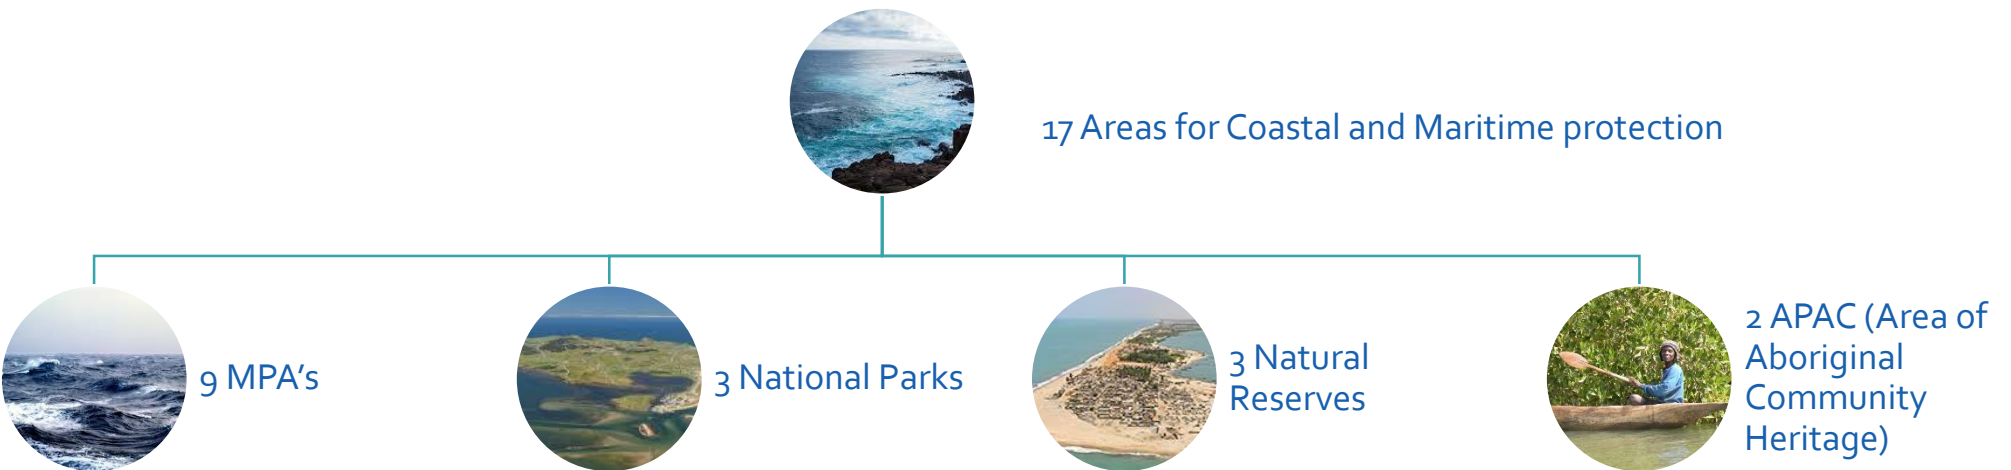 17 Areas for Coastal and Maritime protection
9 MPA's
3 National Parks
3 Natural
Reserves
2 APAC (Area of
Aboriginal
Community
Heritage)